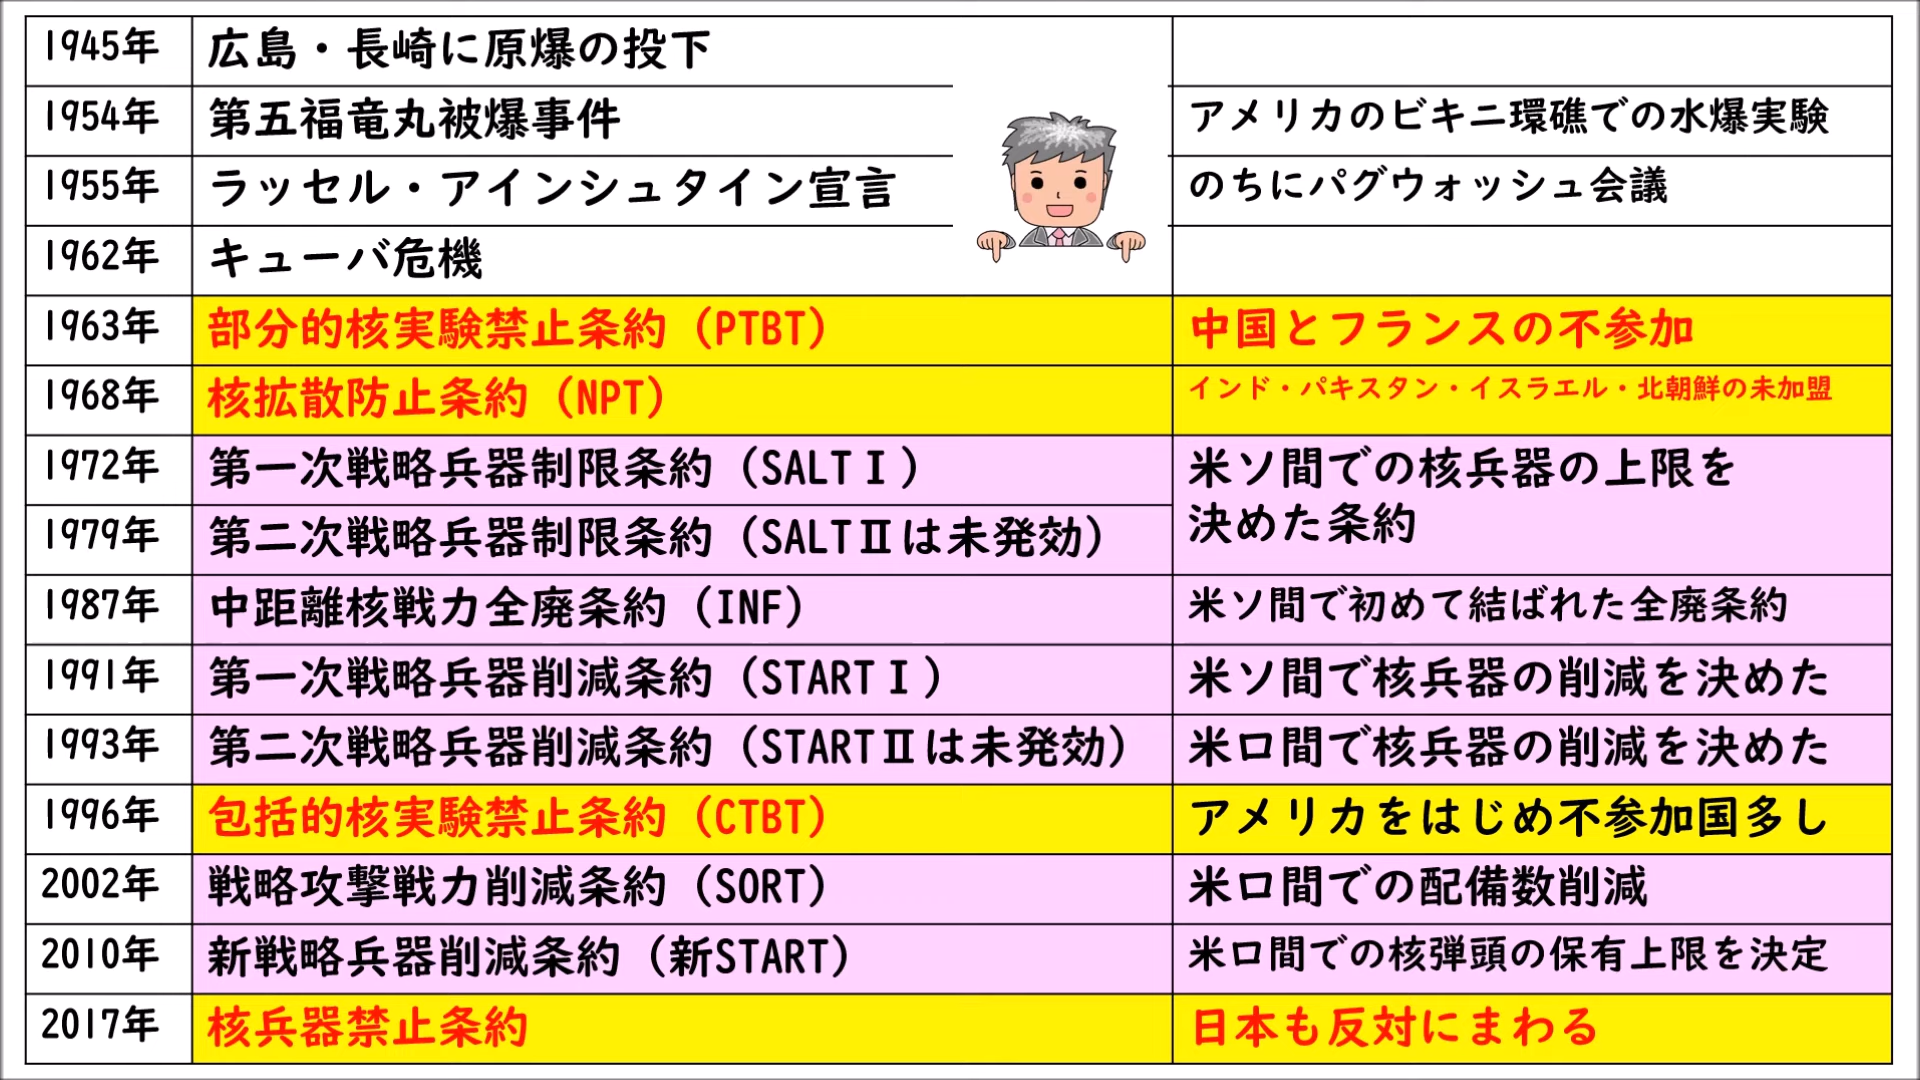 1945年 広島・長崎に原爆の投下
1954年 第五福竜丸被爆事件 アメリカのビキニ環礁での水爆実験
1955年 ラッセル・アインシュタイン宣言 のちにパグウォッシュ会議
1962年 キューバ危機
1963年 部分的核実験禁止条約（PTBT） 中国とフランスの不参加
1968年 核拡散防止条約（NPT） インド・パキスタン・イスラエル・北朝鮮の未加盟
1972年 第一次戦略兵器制限条約（SALTⅠ） 米ソ間での核兵器の上限を
決めた条約
1979年 第二次戦略兵器制限条約（SALTⅡは未発効）
1987年 中距離核戦力全廃条約（INF） 米ソ間で初めて結ばれた全廃条約
1991年 第一次戦略兵器削減条約（STARTⅠ） 米ソ間で核兵器の削減を決めた
1993年 第二次戦略兵器削減条約（STARTⅡは未発効） 米ロ間で核兵器の削減を決めた
1996年 包括的核実験禁止条約（CTBT） アメリカをはじめ不参加国多し
2002年 戦略攻撃戦力削減条約（SORT） 米ロ間での配備数削減
2010年 新戦略兵器削減条約（新START） 米ロ間での核弾頭の保有上限を決定
2017年 核兵器禁止条約 日本も反対にまわる